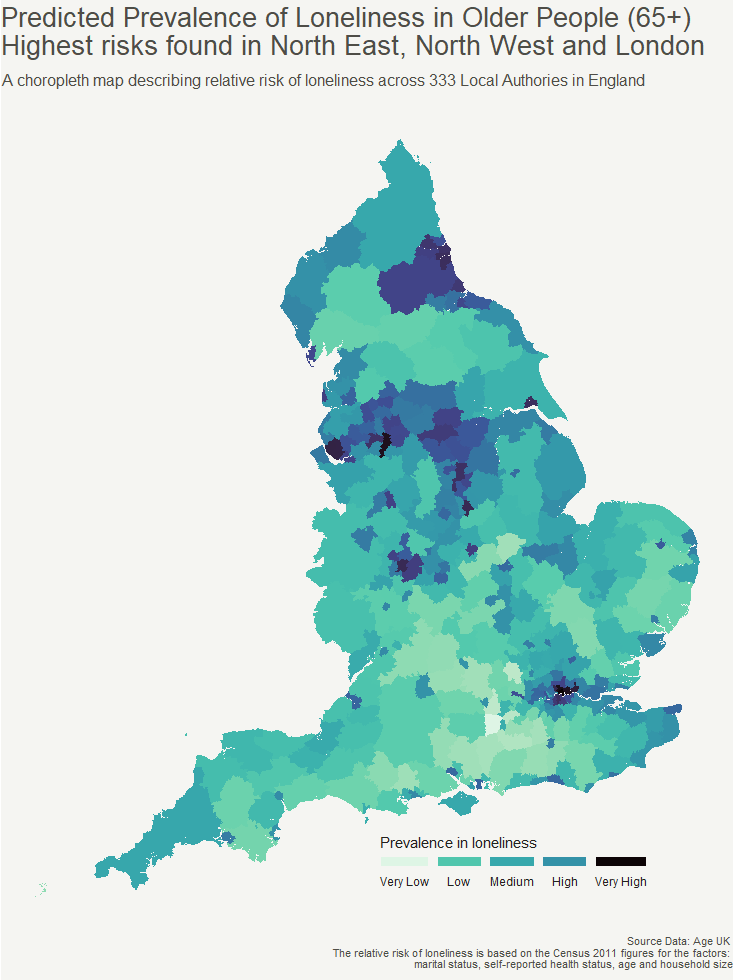 Predicted Prevalence of Loneliness in Older People (65+)
Highest risks found in North East, North West and London
A choropleth map describing relative risk of loneliness across 333 Local Authories in England
Prevalence in loneliness
Very Low Low Medium High Very High
Source Data: Age UK
The relative risk of loneliness is based on the Census 2011 figures for the factors:
marital status, self-reported health status, age and household size